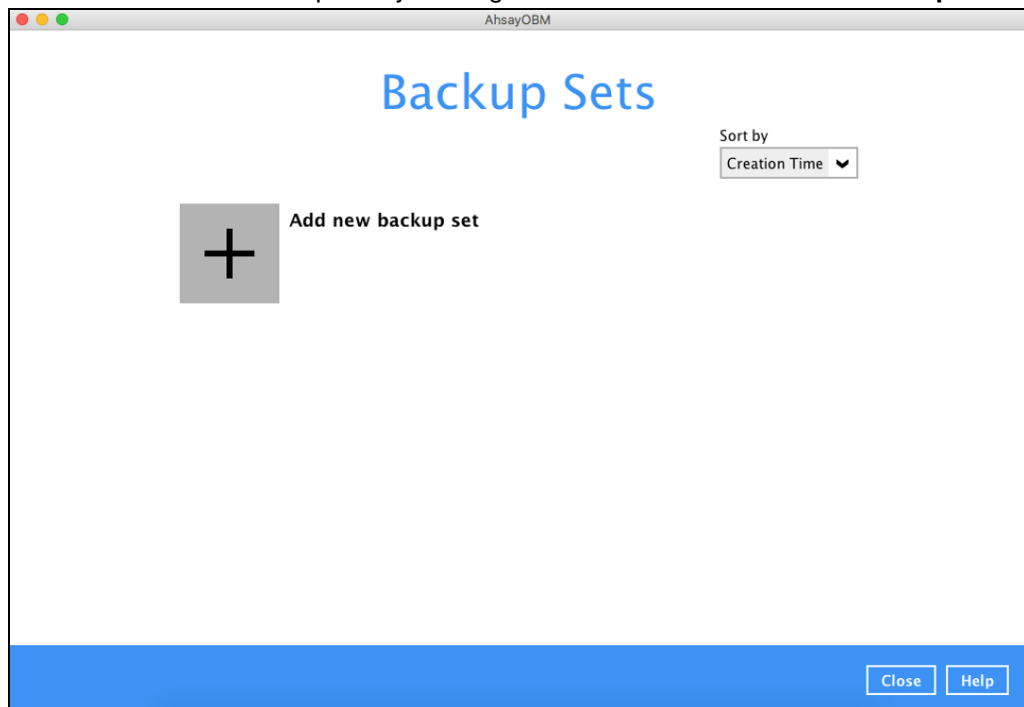 AhsayOBM
Backup Sets
Sort by
Creation Time
Add new backup set
Close Help